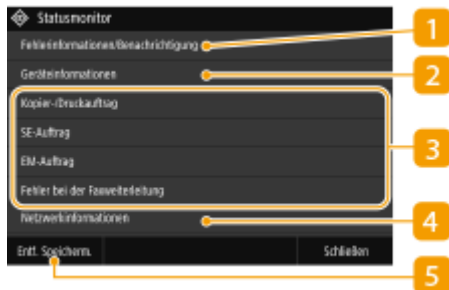 Statusmonitor
1
Fehlerinformationen/Benachrichtigung
2
Geräteinformationen
Kopier-/Druckauftrag
SE-Auftrag
3
EM-Auftrag
Fehler bei der Faxweiterleitung
Netzwerkinformationen
4
Entf. Speicherm.
Schließen
5